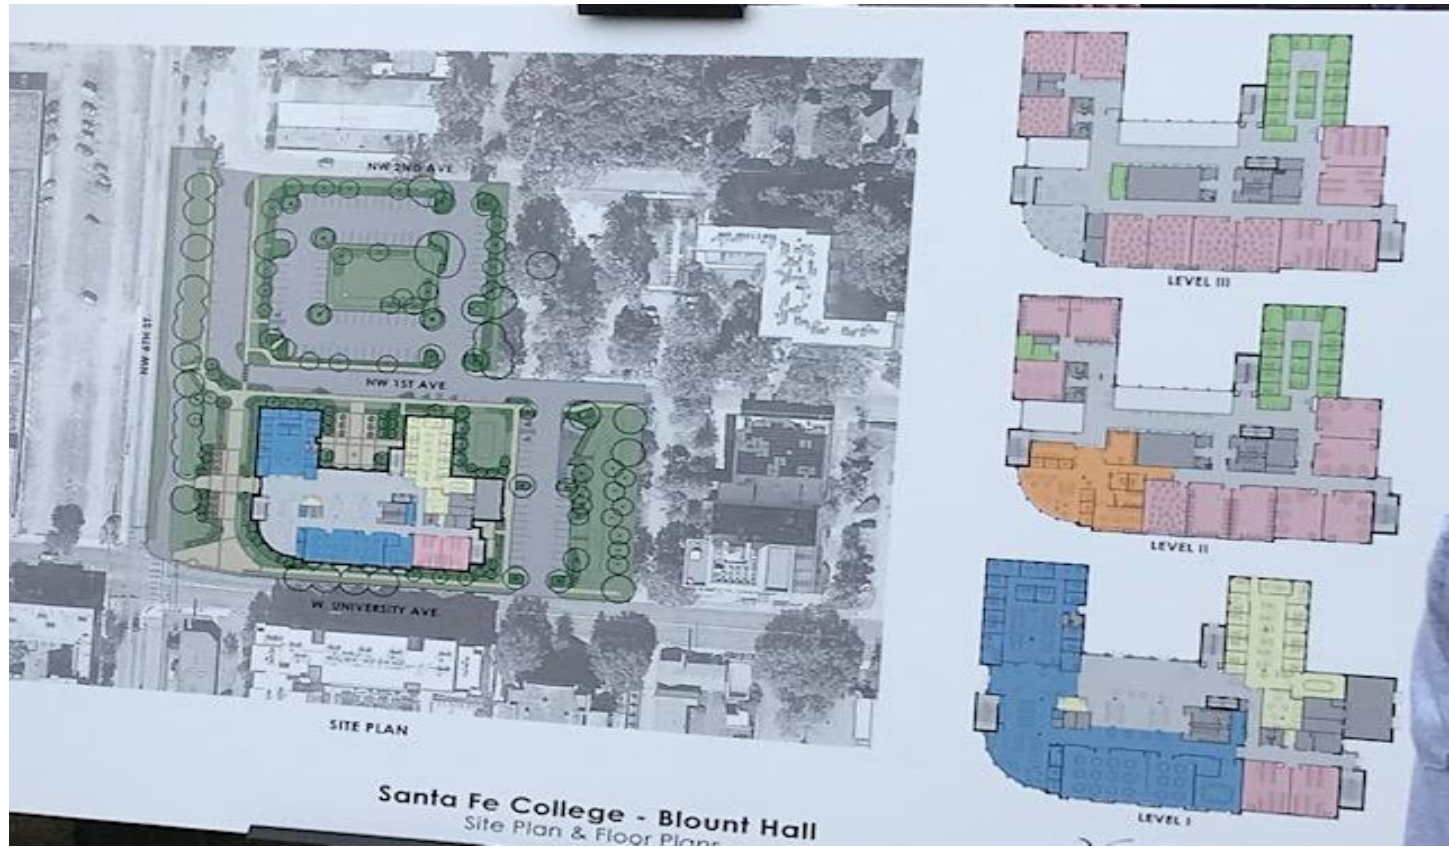 NW 2ND AVE
NW 6TH ST.
NW 1ST AVE
W. UNIVERSITY AVE
SITE PLAN
Santa Fe College - Blount Hall
Site Plan & Floor Plans
LEVEL III
LEVEL II
LEVEL I